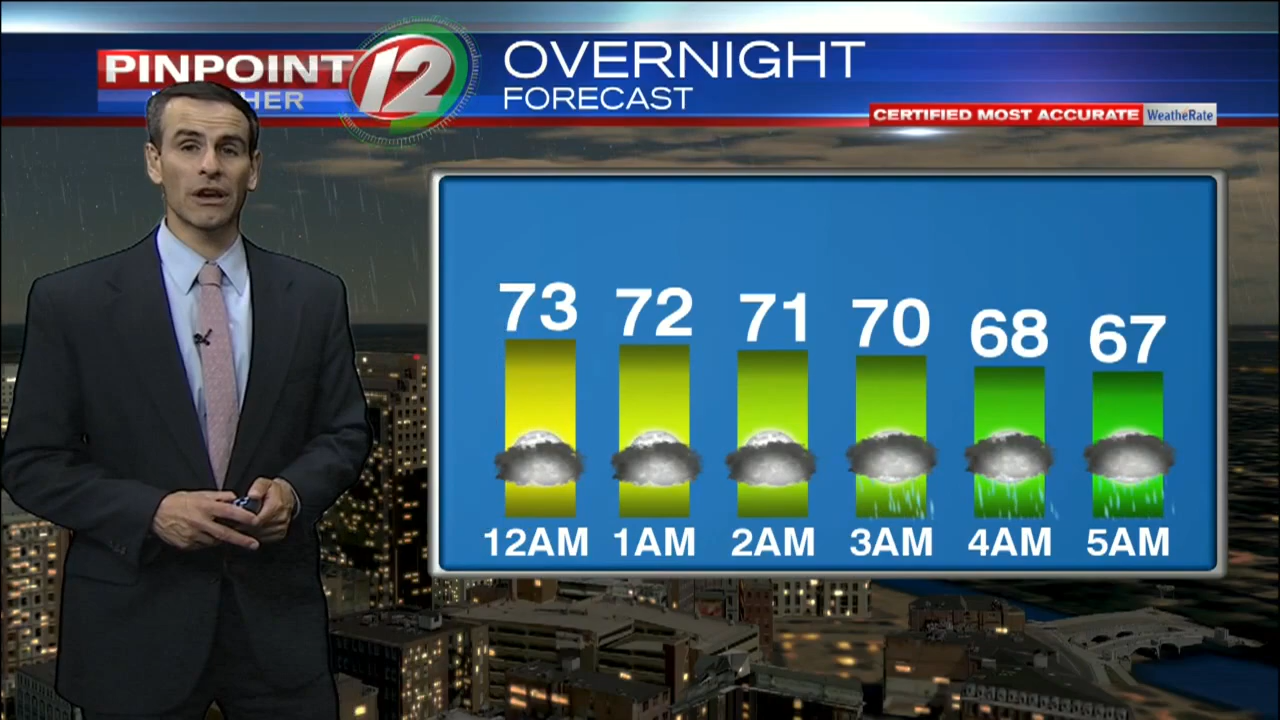 PINPOINT
12
OVERNIGHT
FORECAST
CERTIFIED MOST ACCURATE WeatheRate
73 72 71 70 68 67
12AM 1AM 2AM 3AM 4AM 5AM